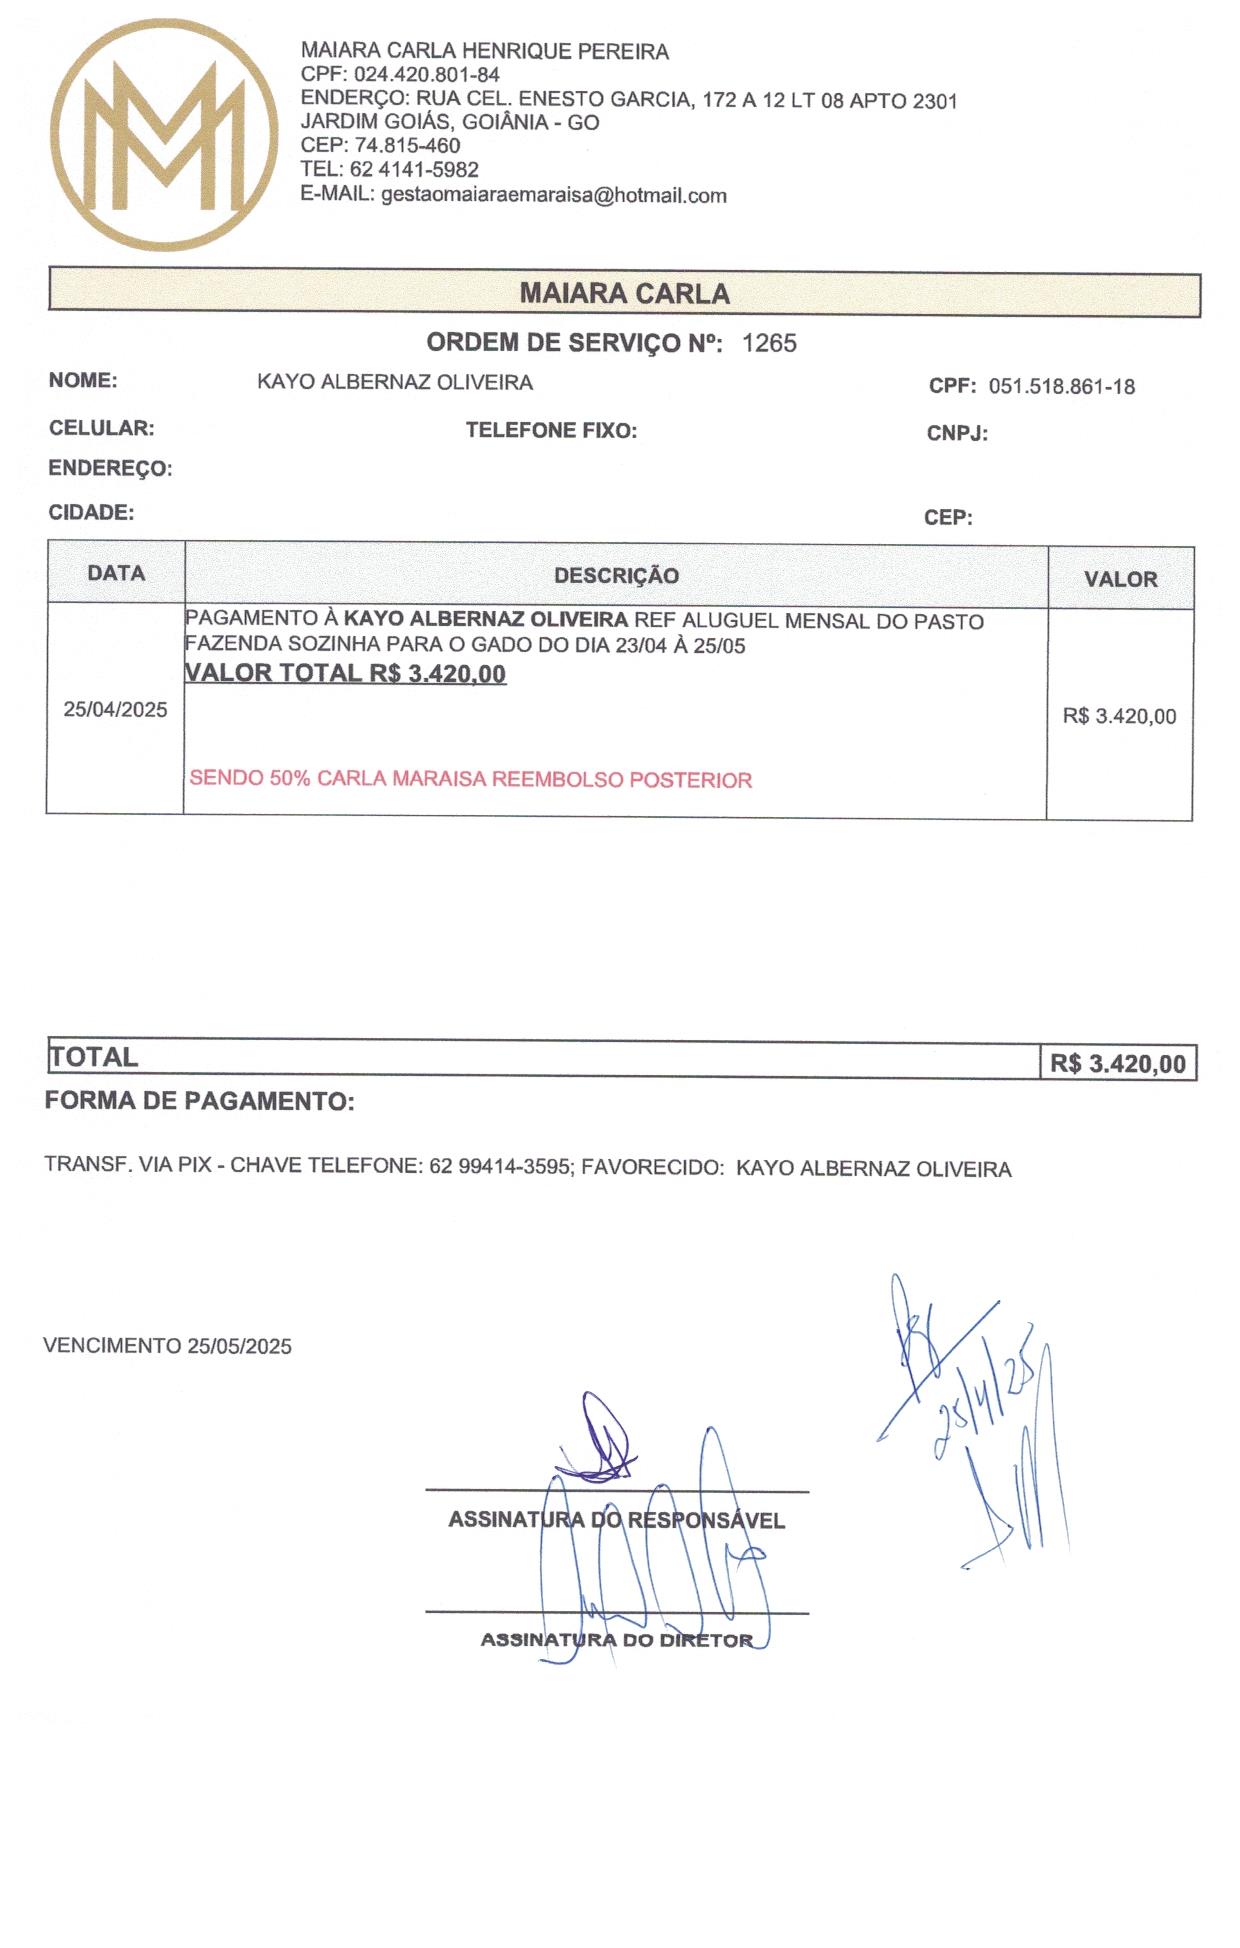 MAIARA CARLA HENRIQUE PEREIRA
CPF: 024.420.801-84
ENDERÇO: RUA CEL. ENESTO GARCIA, 172 A 12 LT 08 APTO 2301
JARDIM GOIÁS, GOIÂNIA - GO
CEP: 74.815-460
TEL: 62 4141-5982
E-MAIL: gestaomaiaraemaraisa@hotmail.com
MAIARA CARLA
ORDEM DE SERVIÇO Nº: 1265
NOME: KAYO ALBERNAZ OLIVEIRA CPF: 051.518.861-18
CELULAR: TELEFONE FIXO: CNPJ:
ENDEREÇO:
CIDADE: CEP:
DATA DESCRIÇÃO VALOR
PAGAMENTO À KAYO ALBERNAZ OLIVEIRA REF ALUGUEL MENSAL DO PASTO
FAZENDA SOZINHA PARA O GADO DO DIA 23/04 À 25/05
VALOR TOTAL R$ 3.420,00
25/04/2025 R$ 3.420,00
SENDO 50% CARLA MARAISA REEMBOLSO POSTERIOR
TOTAL R$ 3.420,00
FORMA DE PAGAMENTO:
TRANSF. VIA PIX - CHAVE TELEFONE: 62 99414-3595; FAVORECIDO: KAYO ALBERNAZ OLIVEIRA
VENCIMENTO 25/05/2025
25/4/25
ASSINATURA DO RESPONSÁVEL
ASSINATURA DO DIRETOR